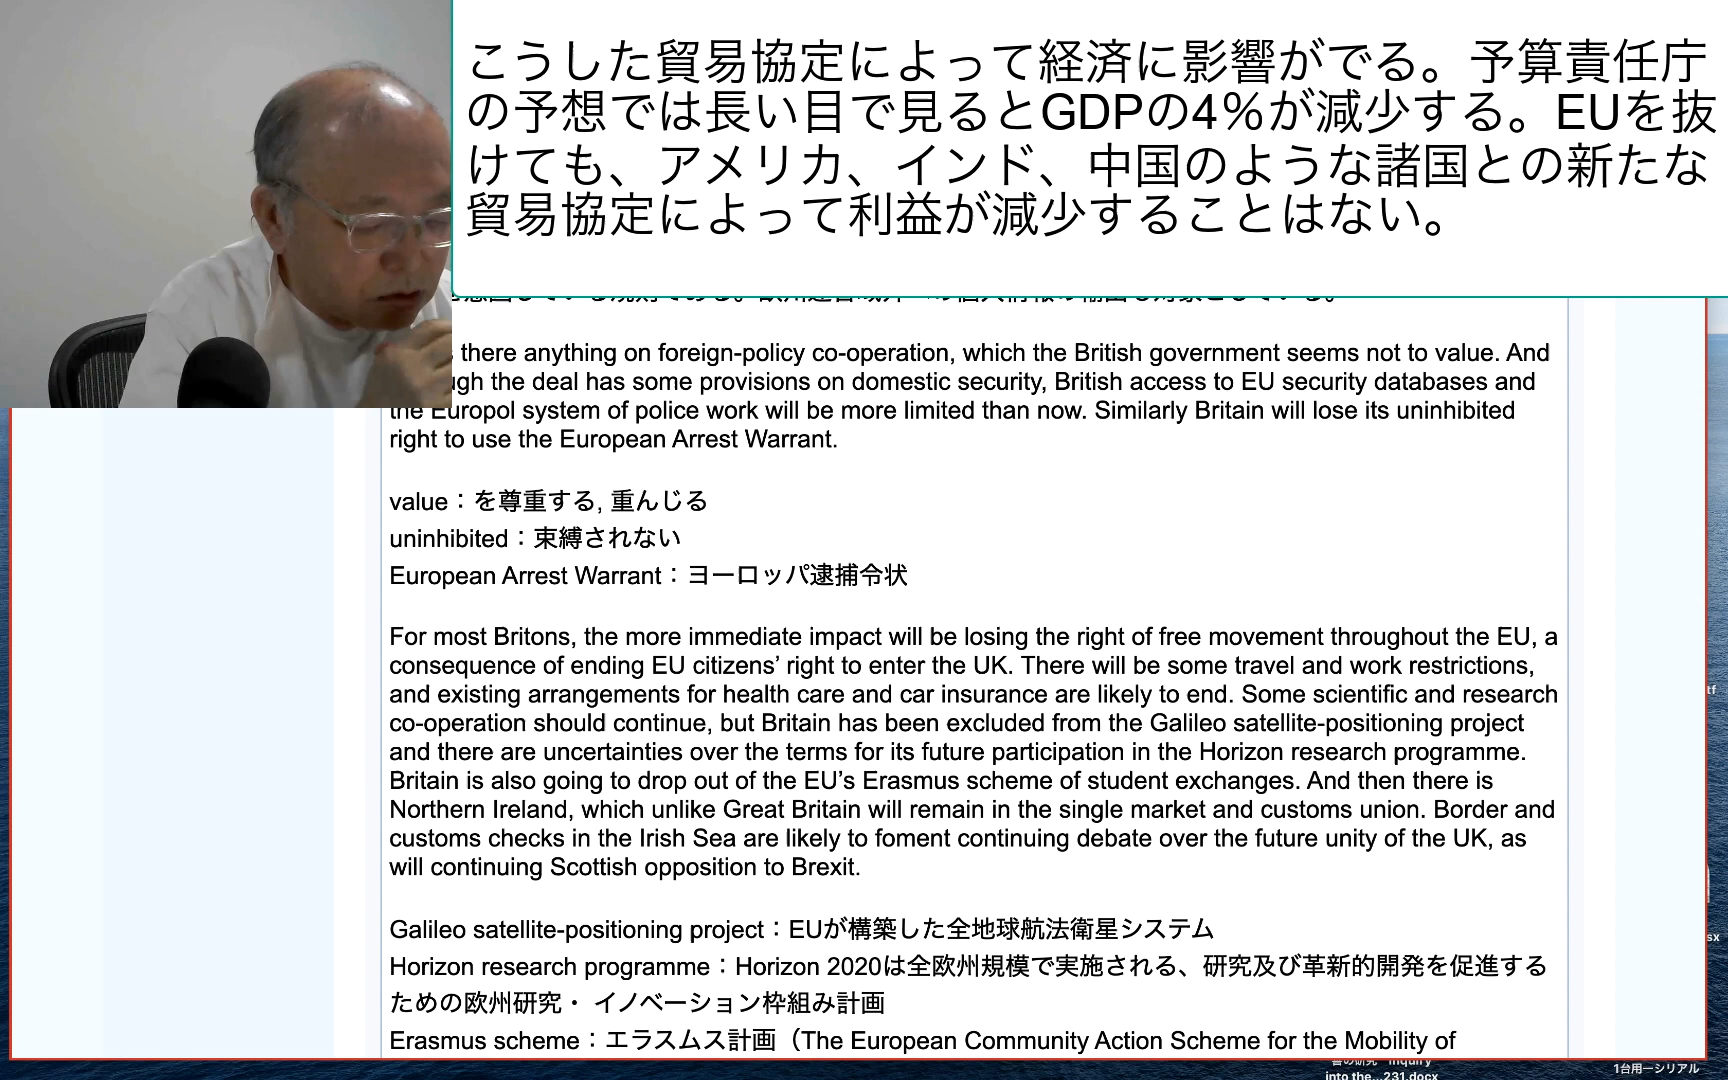 こうした貿易協定によって経済に影響がでる。予算責任庁
の予想では長い目で見るとGDPの4％が減少する。EUを抜
けても、アメリカ、インド、中国のような諸国との新たな
貿易協定によって利益が減少することはない。
there anything on foreign-policy co-operation, which the British government seems not to value. And
the deal has some provisions on domestic security, British access to EU security databases and
the Europol system of police work will be more limited than now. Similarly Britain will lose its uninhibited
right to use the European Arrest Warrant.
value：を尊重する, 重んじる
uninhibited：束縛されない
European Arrest Warrant：ヨーロッパ逮捕令状
For most Britons, the more immediate impact will be losing the right of free movement throughout the EU, a
consequence of ending EU citizens’ right to enter the UK. There will be some travel and work restrictions,
and existing arrangements for health care and car insurance are likely to end. Some scientific and research
co-operation should continue, but Britain has been excluded from the Galileo satellite-positioning project
and there are uncertainties over the terms for its future participation in the Horizon research programme.
Britain is also going to drop out of the EU’s Erasmus scheme of student exchanges. And then there is
Northern Ireland, which unlike Great Britain will remain in the single market and customs union. Border and
customs checks in the Irish Sea are likely to foment continuing debate over the future unity of the UK, as
will continuing Scottish opposition to Brexit.
Galileo satellite-positioning project：EUが構築した全地球航法衛星システム
Horizon research programme：Horizon 2020は全欧州規模で実施される、研究及び革新的開発を促進する
ための欧州研究・ イノベーション枠組み計画
Erasmus scheme：エラスムス計画（The European Community Action Scheme for the Mobility of
into the...231.docx
1台用ーシリアル